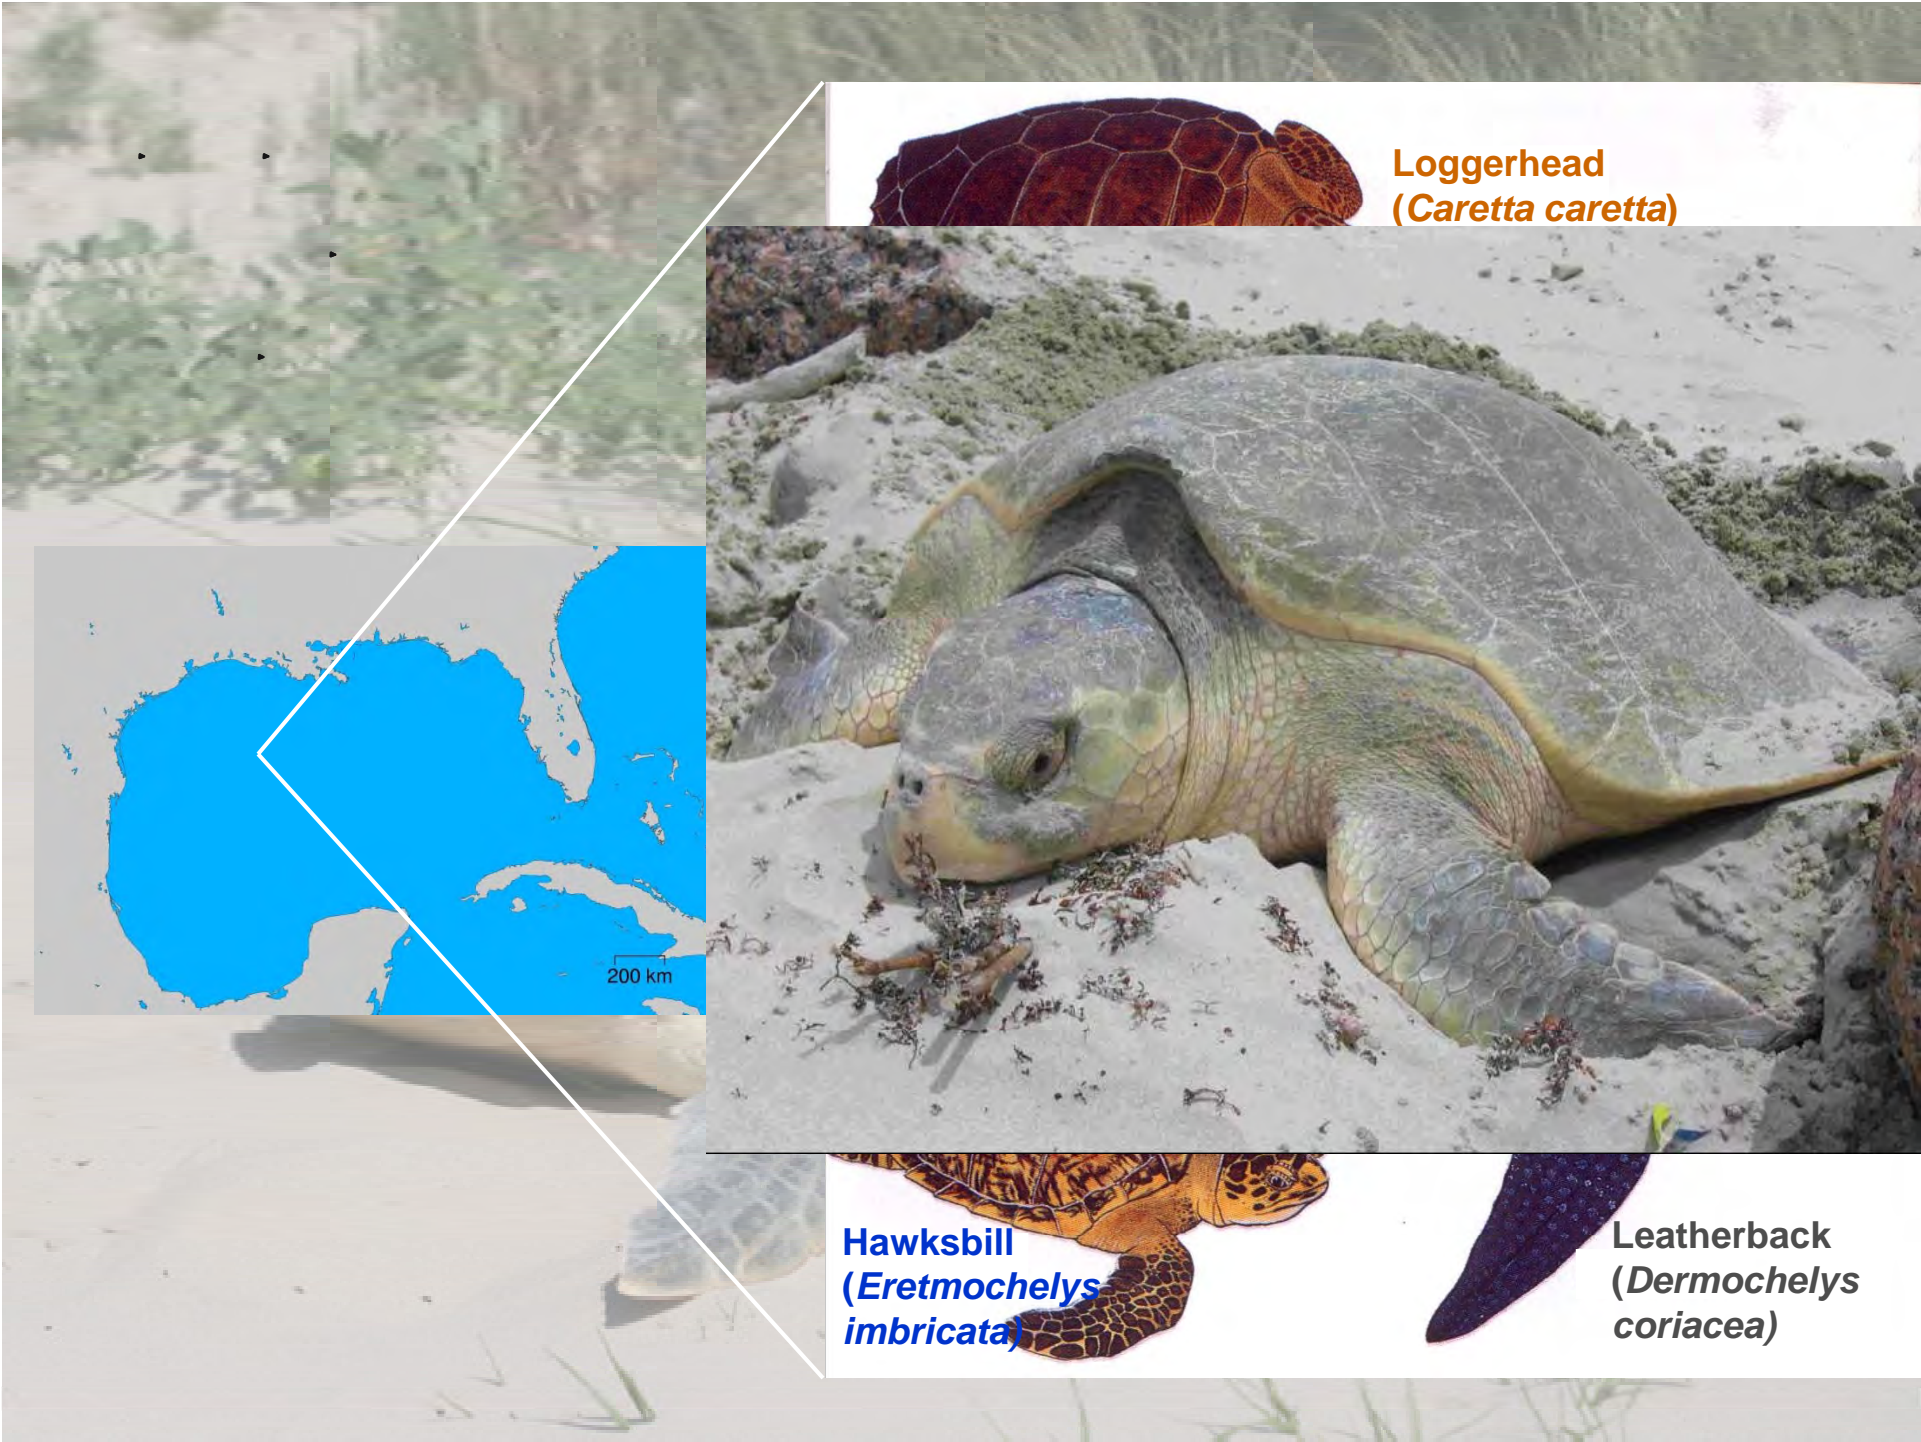 Loggerhead
(Caretta caretta)
200 km
Hawksbill
(Eretmochelys
imbricata)
Leatherback
(Dermochelys
coriacea)